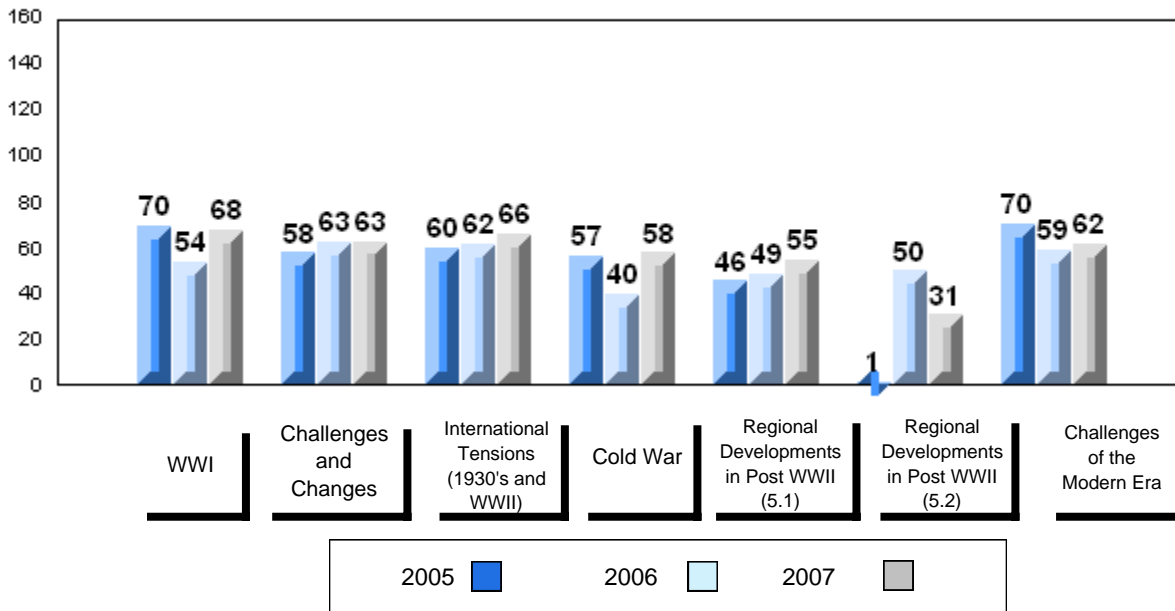 160
140
120
100
80
60
40
20
0
70
54
68
58
63
63
60
62
66
57
40
58
46
49
55
1
50
31
70
59
62
WWI
Challenges
and
Changes
International
Tensions
(1930's and
WWII)
Cold War
Regional
Developments
in Post WWII
(5.1)
Regional
Developments
in Post WWII
(5.2)
Challenges
of the
Modern Era
2005
2006
2007